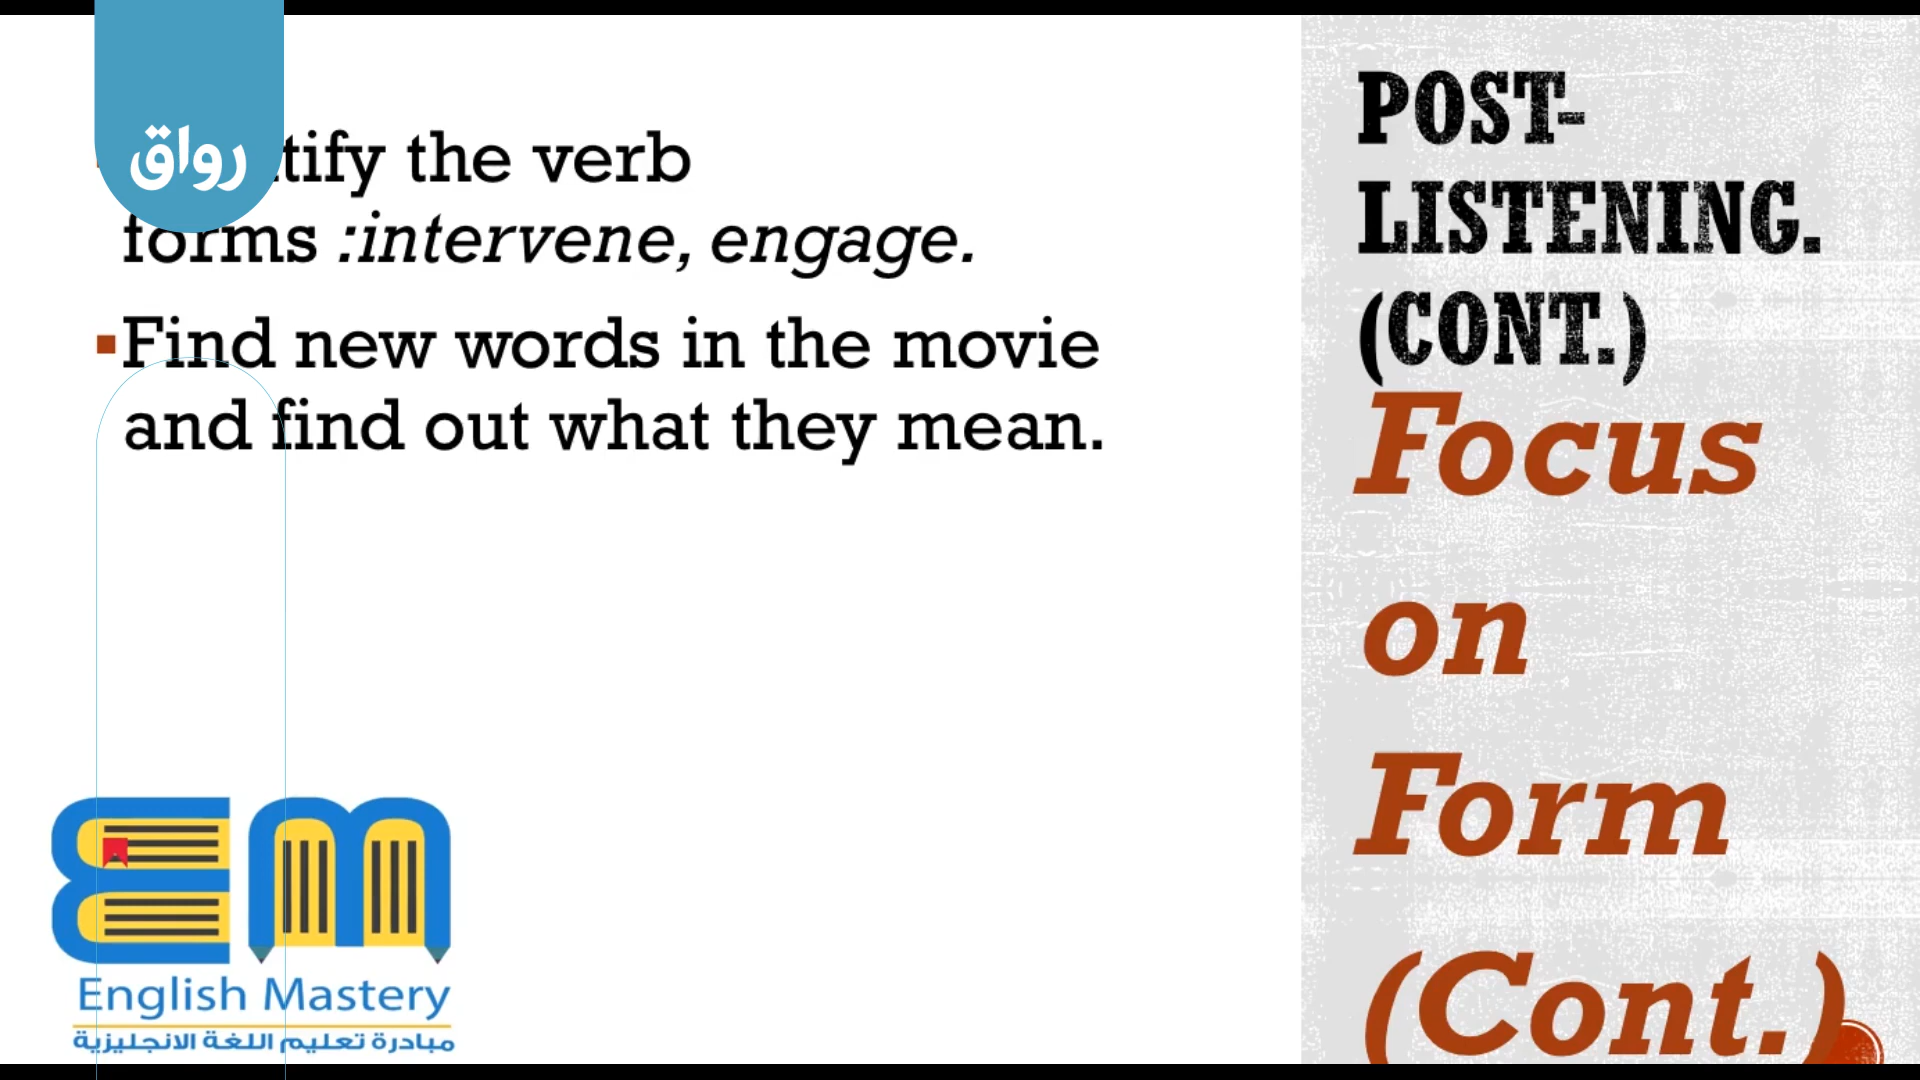 رواق
the verb
forms :intervene, engage.
Find new words in the movie
and find out what they mean.
POST-
LISTENING.
(CONT.)
Focus
on
Form
(Cont.)
English Mastery
مبادرة تعليم اللغة الانجليزية